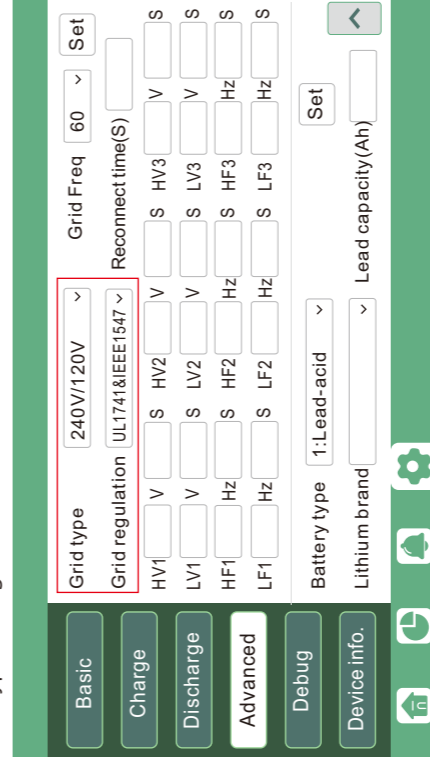 Basic
Charge
Discharge
Advanced
Debug
Device info.
Grid type 240V/120V Grid Freq 60 Set
Grid regulation UL1741&IEEE1547 Reconnect time(S)
HV1 V S HV2 V S HV3 V S
LV1 V S LV2 V S LV3 V S
HF1 Hz S HF2 Hz S HF3 Hz S
LF1 Hz S LF2 Hz S LF3 Hz S
Battery type 1:Lead-acid Set
Lithium brand Lead capacity(Ah)